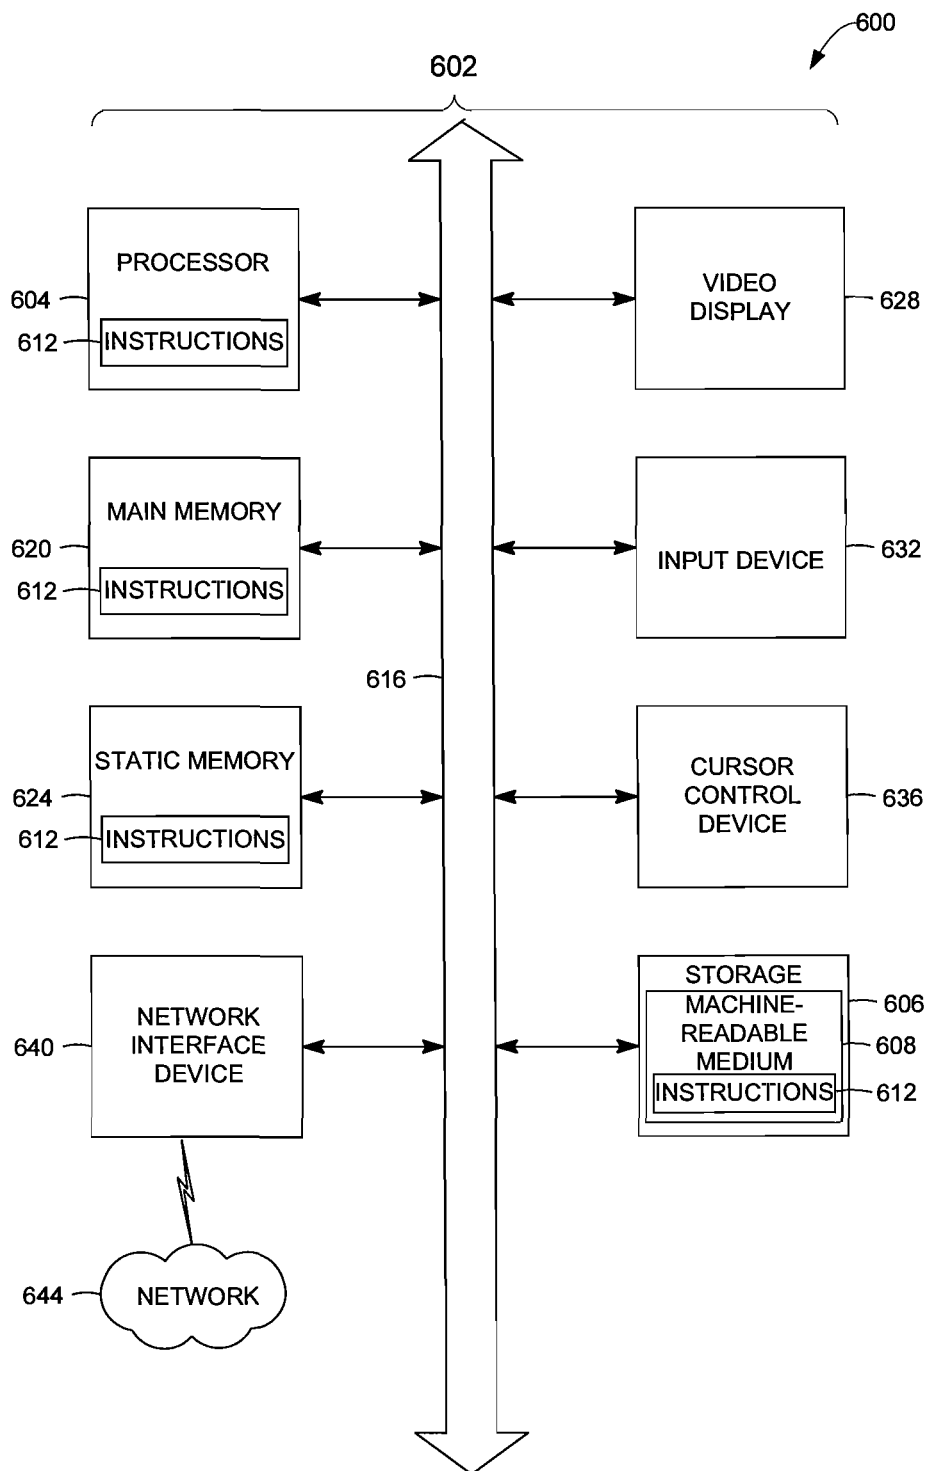 600
602
PROCESSOR
604
612
INSTRUCTIONS
VIDEO
DISPLAY
628
MAIN MEMORY
620
612
INSTRUCTIONS
INPUT DEVICE
632
616
STATIC MEMORY
624
612
INSTRUCTIONS
CURSOR
CONTROL
DEVICE
636
NETWORK
INTERFACE
DEVICE
640
STORAGE
606
MACHINE-
READABLE
MEDIUM
608
INSTRUCTIONS
612
644
NETWORK